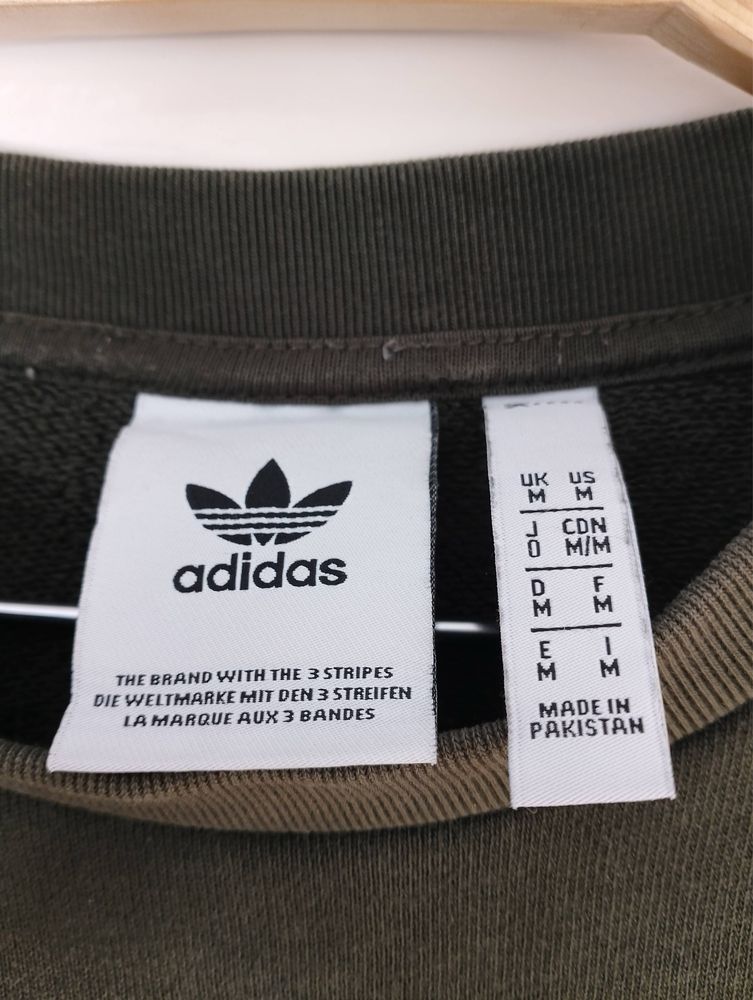 adidas
THE BRAND WITH THE 3 STRIPES
DIE WELTMARKE MIT DEN 3 STREIFEN
LA MARQUE AUX 3 BANDES
UK US
M M
J CDN
O M/M
D F
M M
E I
M M
MADE IN
PAKISTAN